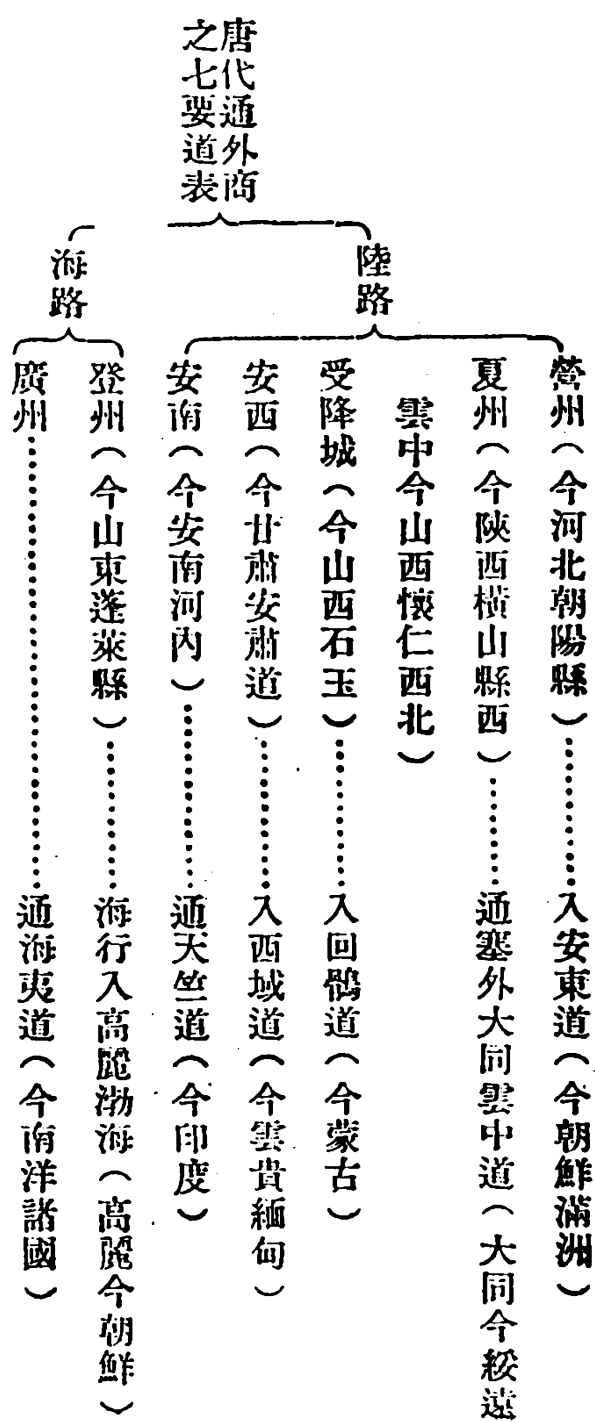 唐代通外商
之七要道表
陸路
營州(今河北朝陽縣)………入安東道(今朝鮮滿洲)
夏州(今陝西橫山縣西)………通塞外大同雲中道(大同今綏遠
雲中今山西懷仁西北)
受降城(今山西石玉)………入回鶻道(今蒙古)
安西(今甘肅安肅道)………入西域道(今雲貴緬甸)
安南(今安南河內)………通天竺道(今印度)
海路
登州(今山東蓬萊縣)………海行入高麗渤海(高麗今朝鮮)
廣州………通海夷道(今南洋諸國)